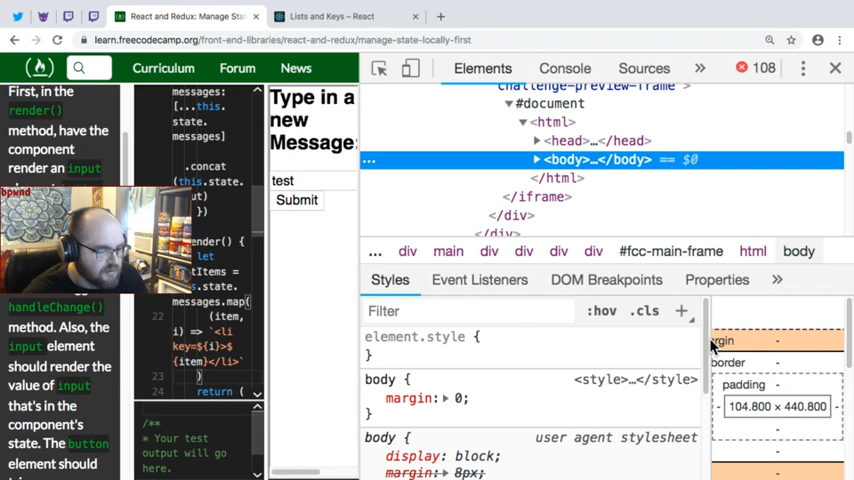 React and Redux: Manage Sta
Lists and Keys – React
learn.freecodecamp.org/front-end-libraries/react-and-redux/manage-state-locally-first
Curriculum Forum News
First, in the
render()
method, have the
component
render an input
bpwnd
handleChange()
method. Also, the
input element
should render the
value of input
that's in the
component's
state. The button
element should
messages:
[...this.
state.
messages]
.concat
(this.state.
})
let
Items =
.state.
messages.map(
22 (item,
i) => `<li
key=${i}>$
{item}</li>`
23 )
24 return (
/**
* Your test
output will go
here.
Type in a
new
Message:
test
Submit
Elements Console Sources » 108
challenge-preview-frame">
#document
<html>
<head>…</head>
... <body>…</body> == $0
</html>
</iframe>
</div>
</div>
... div main div div div #fcc-main-frame html body
Styles Event Listeners DOM Breakpoints Properties »
Filter :hov .cls +
element.style {
}
body { <style>…</style>
margin: 0;
}
body { user agent stylesheet
display: block;
margin: 8px;
rgin -
border -
padding -
- 104.800 × 440.800 -
-
-
-